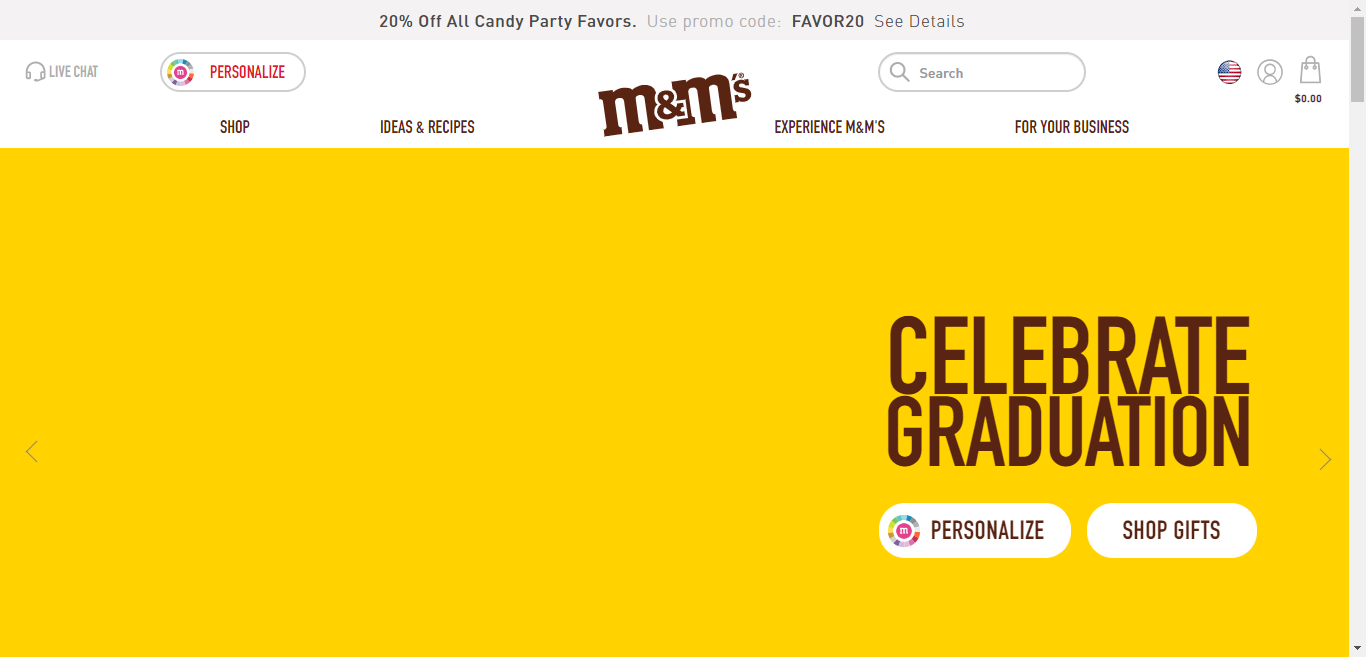 20% Off All Candy Party Favors. Use promo code: FAVOR20 See Details
LIVE CHAT
m PERSONALIZE
m&m's®
Search
$0.00
SHOP
IDEAS & RECIPES
EXPERIENCE M&M'S
FOR YOUR BUSINESS
CELEBRATE
GRADUATION
m PERSONALIZE
SHOP GIFTS